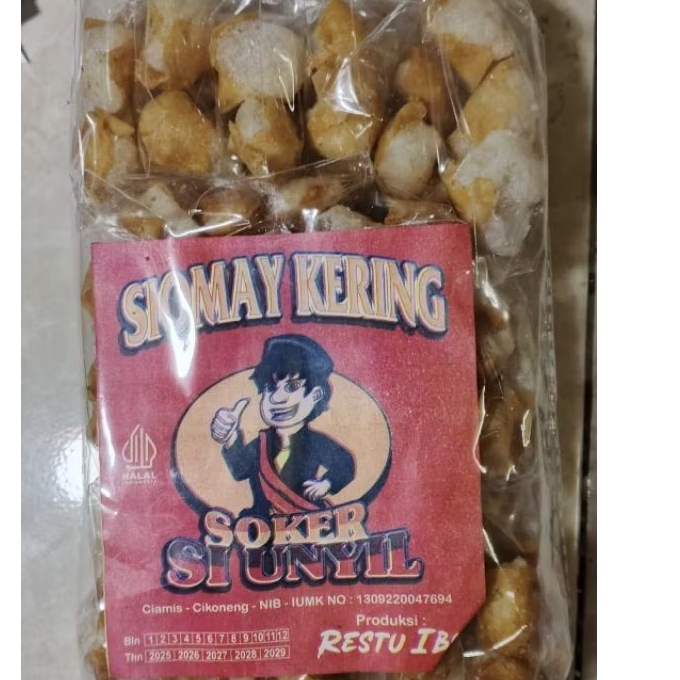 SIOMAY KERING
HALAL
INDONESIA
SOKER
SI UNYIL
Ciamis - Cikoneng - NIB - IUMK NO : 1309220047694
Produksi :
RESTU
Bln 1 2 3 4 5 6 7 8 9 10 11 12
Thn 2025 2026 2027 2028 2029